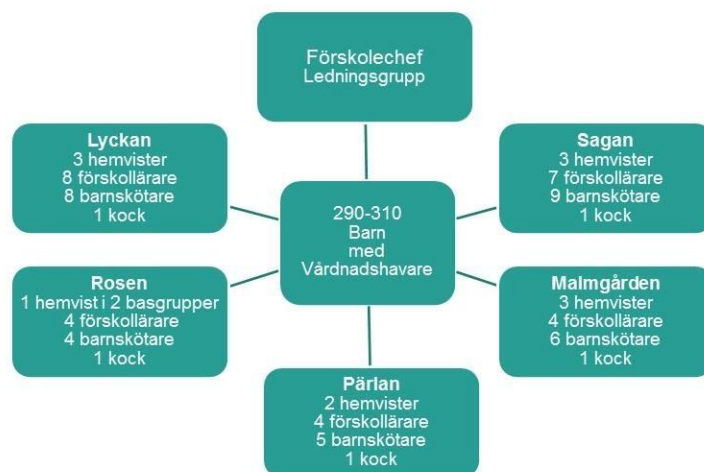 Förskolechef
Ledningsgrupp
Lyckan
3 hemvister
8 förskollärare
8 barnskötare
1 kock
Sagan
3 hemvister
7 förskollärare
9 barnskötare
1 kock
290-310
Barn
med
Vårdnadshavare
Rosen
1 hemvist i 2 basgrupper
4 förskollärare
4 barnskötare
1 kock
Malmgården
3 hemvister
4 förskollärare
6 barnskötare
1 kock
Pärlan
2 hemvister
4 förskollärare
5 barnskötare
1 kock